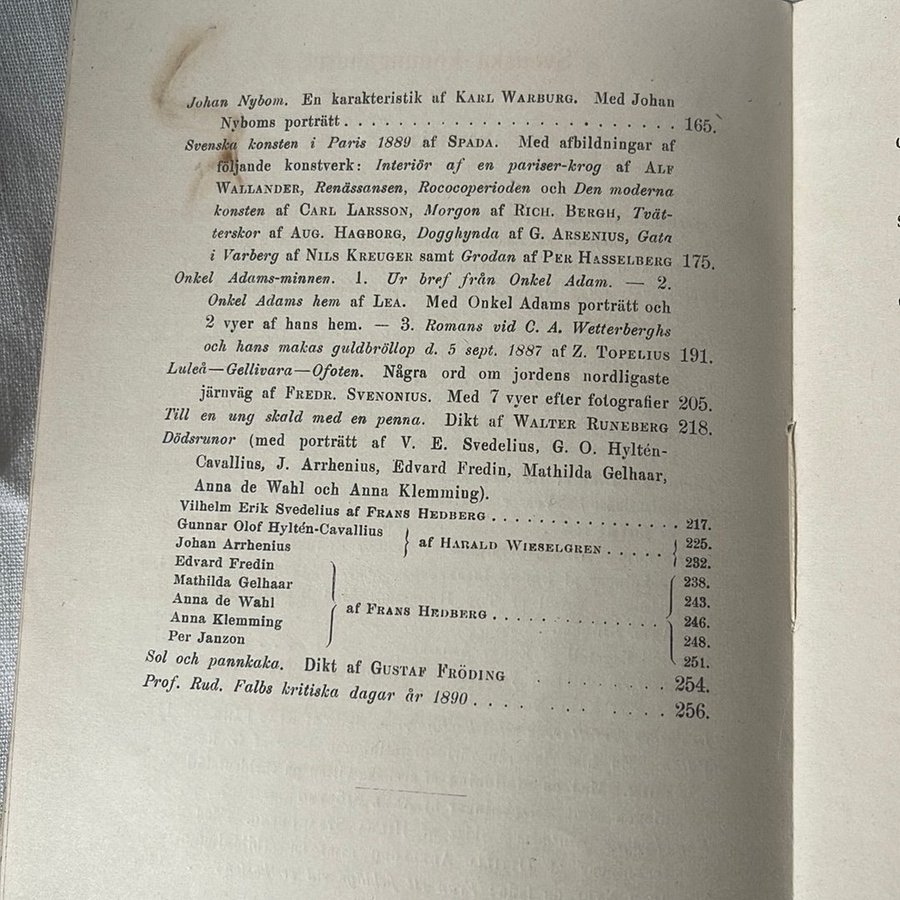 Johan Nybom. En karakteristik af KARL WARBURG. Med Johan
Nyboms porträtt . . . . . . . . . . . . . . . . . . . . . . . . 165.
Svenska konsten i Paris 1889 af SPADA. Med afbildningar af
följande konstverk: Interiör af en pariser-krog af ALF
WALLANDER, Renässansen, Rococoperioden och Den moderna
konsten af CARL LARSSON, Morgon af RICH. BERGH, Tvät-
terskor af AUG. HAGBORG, Dogghynda af G. ARSENIUS, Gata
i Varberg af NILS KREUGER samt Grodan af PER HASSELBERG 175.
Onkel Adams-minnen. 1. Ur bref från Onkel Adam. — 2.
Onkel Adams hem af LEA. Med Onkel Adams porträtt och
2 vyer af hans hem. — 3. Romans vid C. A. Wetterberghs
och hans makas guldbröllop d. 5 sept. 1887 af Z. TOPELIUS 191.
Luleå—Gellivara—Ofoten. Några ord om jordens nordligaste
järnväg af FREDR. SVENONIUS. Med 7 vyer efter fotografier 205.
Till en ung skald med en penna. Dikt af WALTER RUNEBERG 218.
Dödsrunor (med porträtt af V. E. Svedelius, G. O. Hyltén-
Cavallius, J. Arrhenius, Edvard Fredin, Mathilda Gelhaar,
Anna de Wahl och Anna Klemming).
Vilhelm Erik Svedelius af FRANS HEDBERG . . . . . . . . . . . . . . . . 217.
Gunnar Olof Hyltén-Cavallius
Johan Arrhenius
af HARALD WIESELGREN . . . . .
225.
232.
Edvard Fredin
Mathilda Gelhaar
Anna de Wahl
Anna Klemming
Per Janzon
af FRANS HEDBERG . . . . . . . . . . . . . .
238.
243.
246.
248.
251.
Sol och pannkaka. Dikt af GUSTAF FRÖDING . . . . . . . . . 254.
Prof. Rud. Falbs kritiska dagar år 1890 . . . . . . . . . . . . 256.